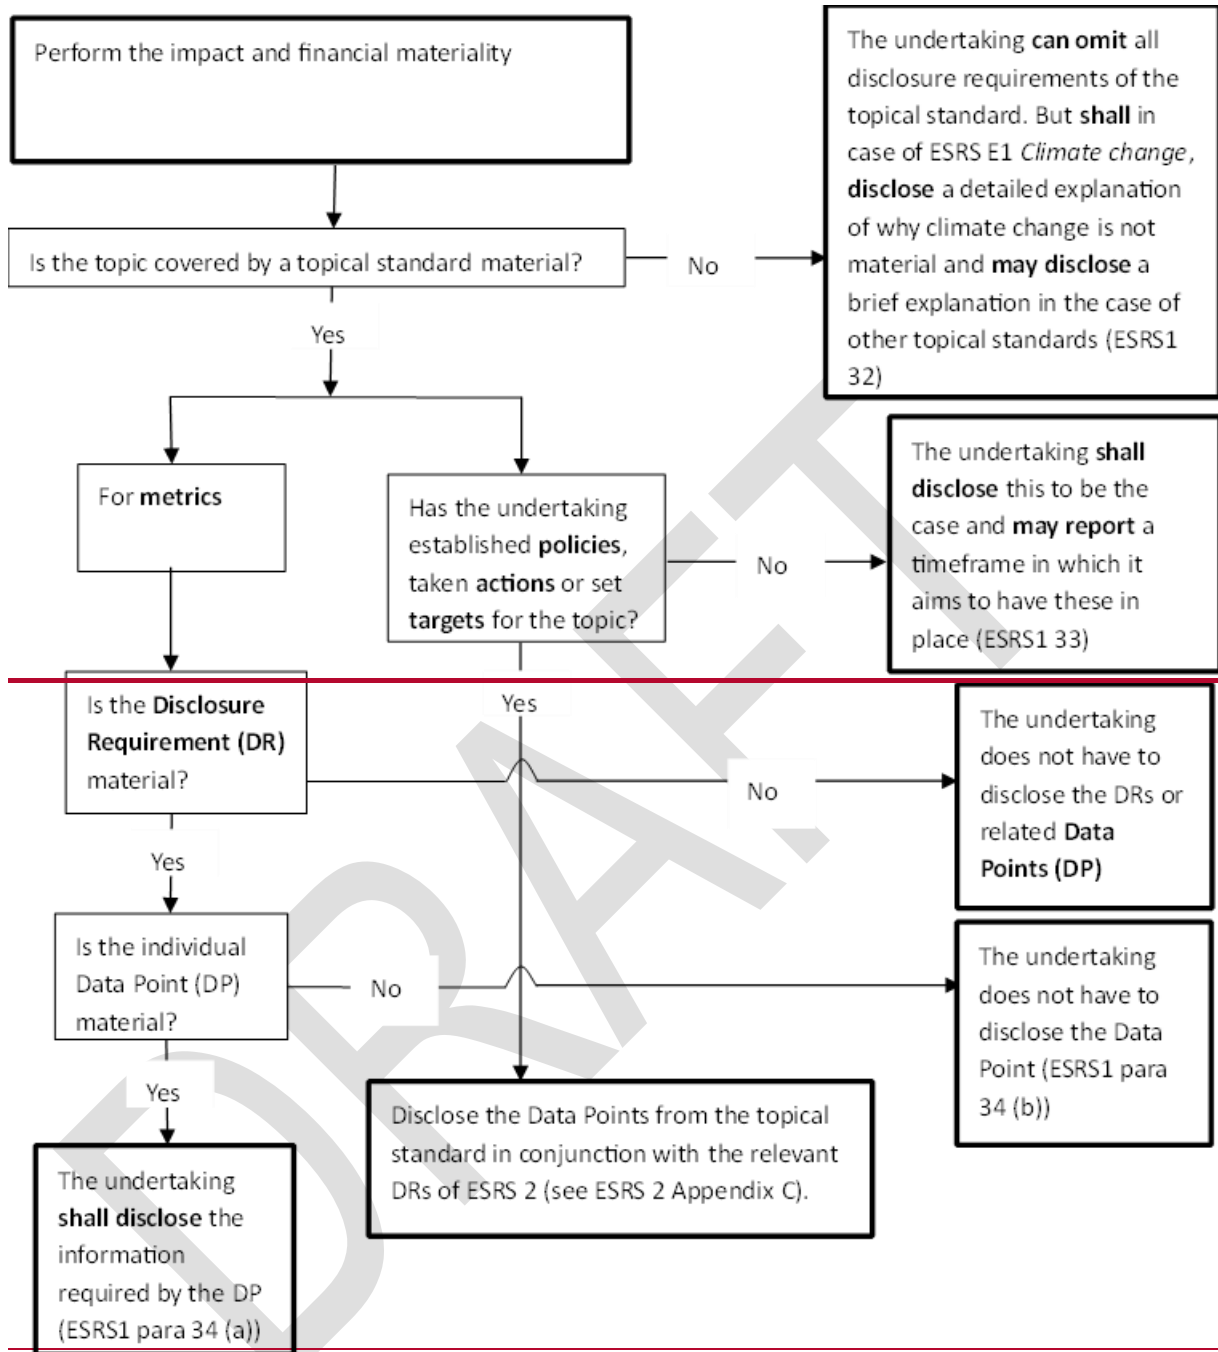 Perform the impact and financial materiality
The undertaking can omit all
disclosure requirements of the
topical standard. But shall in
case of ESRS E1 Climate change,
disclose a detailed explanation
of why climate change is not
material and may disclose a
brief explanation in the case of
other topical standards (ESRS1
32)
Is the topic covered by a topical standard material?
No
Yes
For metrics
Has the undertaking
established policies,
taken actions or set
targets for the topic?
No
The undertaking shall
disclose this to be the
case and may report a
timeframe in which it
aims to have these in
place (ESRS1 33)
Is the Disclosure
Requirement (DR)
material?
Yes
No
The undertaking
does not have to
disclose the DRs or
related Data
Points (DP)
Yes
Is the individual
Data Point (DP)
material?
No
The undertaking
does not have to
disclose the Data
Point (ESRS1 para
34 (b))
Yes
Disclose the Data Points from the topical
standard in conjunction with the relevant
DRs of ESRS 2 (see ESRS 2 Appendix C).
The undertaking
shall disclose the
information
required by the DP
(ESRS1 para 34 (a))
DRAFT